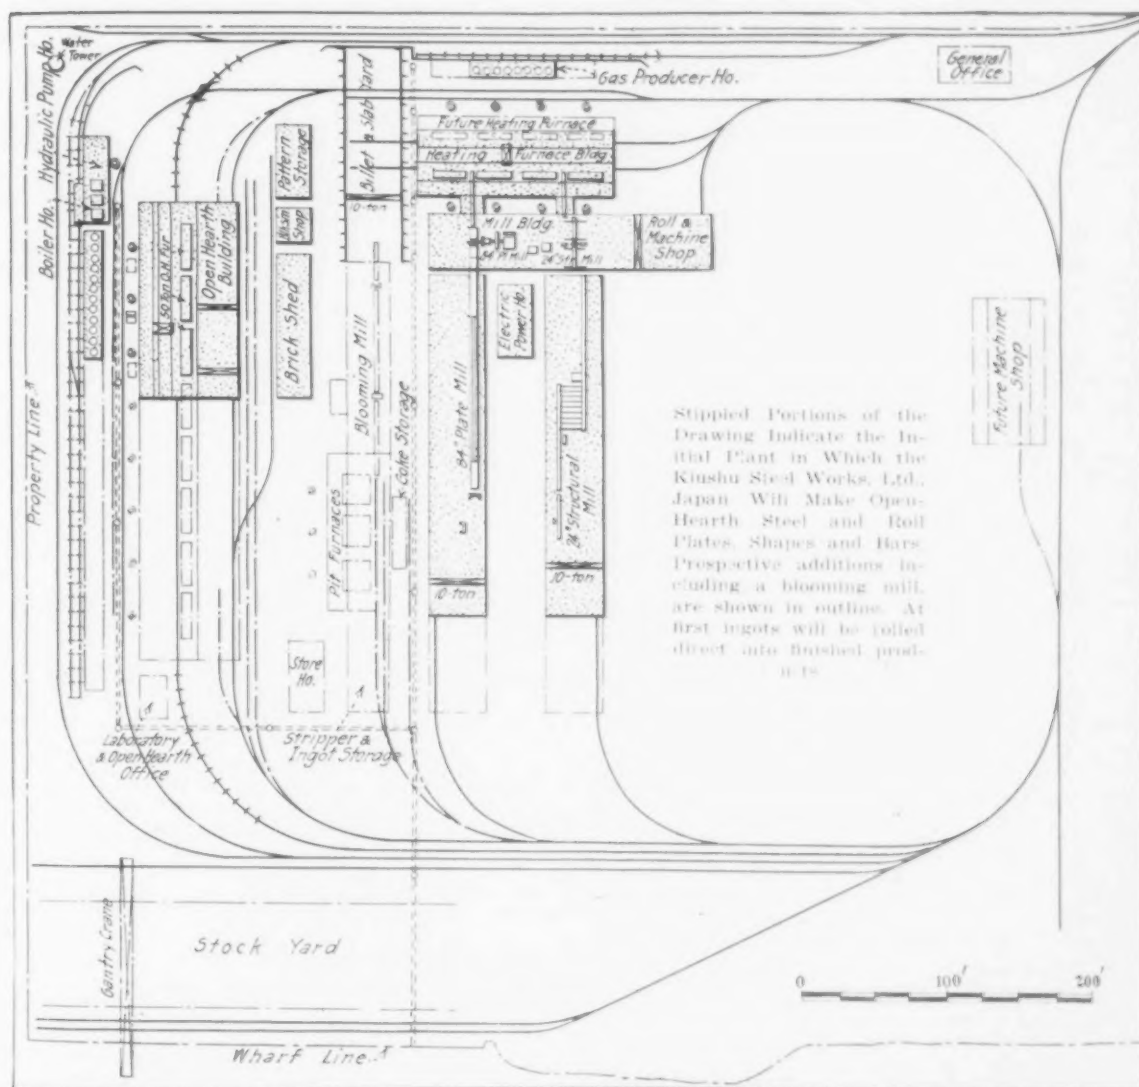 Water
Tower
Hydraulic Pump Ho.
Boiler Ho.
Property Line
General
Office
Gas Producer Ho.
Billet & Slab Yard
10-ton
Pattern
Storage
Shop
Brick Shed
Future Heating Furnace
Heating Furnace Bldg.
Mill Bldg.
Roll &
Machine
Shop
Open Hearth
Building
50 Ton O.H. Fur
Electric
Power Ho.
Blooming Mill
Coke Storage
Pit Furnaces
84" Plate Mill
10-ton
24" Structural
Mill
10-ton
Future Machine
Shop
Stippled Portions of the
Drawing Indicate the In-
itial Plant in Which the
Kiushu Steel Works, Ltd.,
Japan Will Make Open-
Hearth Steel and Roll
Plates, Shapes and Bars.
Prospective additions in-
cluding a blooming mill,
are shown in outline. At
first ingots will be rolled
direct into finished prod-
ucts
Store
Ho.
Laboratory
& Open Hearth
Office
Stripper &
Ingot Storage
Gantry Crane
Stock Yard
0 100' 200'
Wharf Line